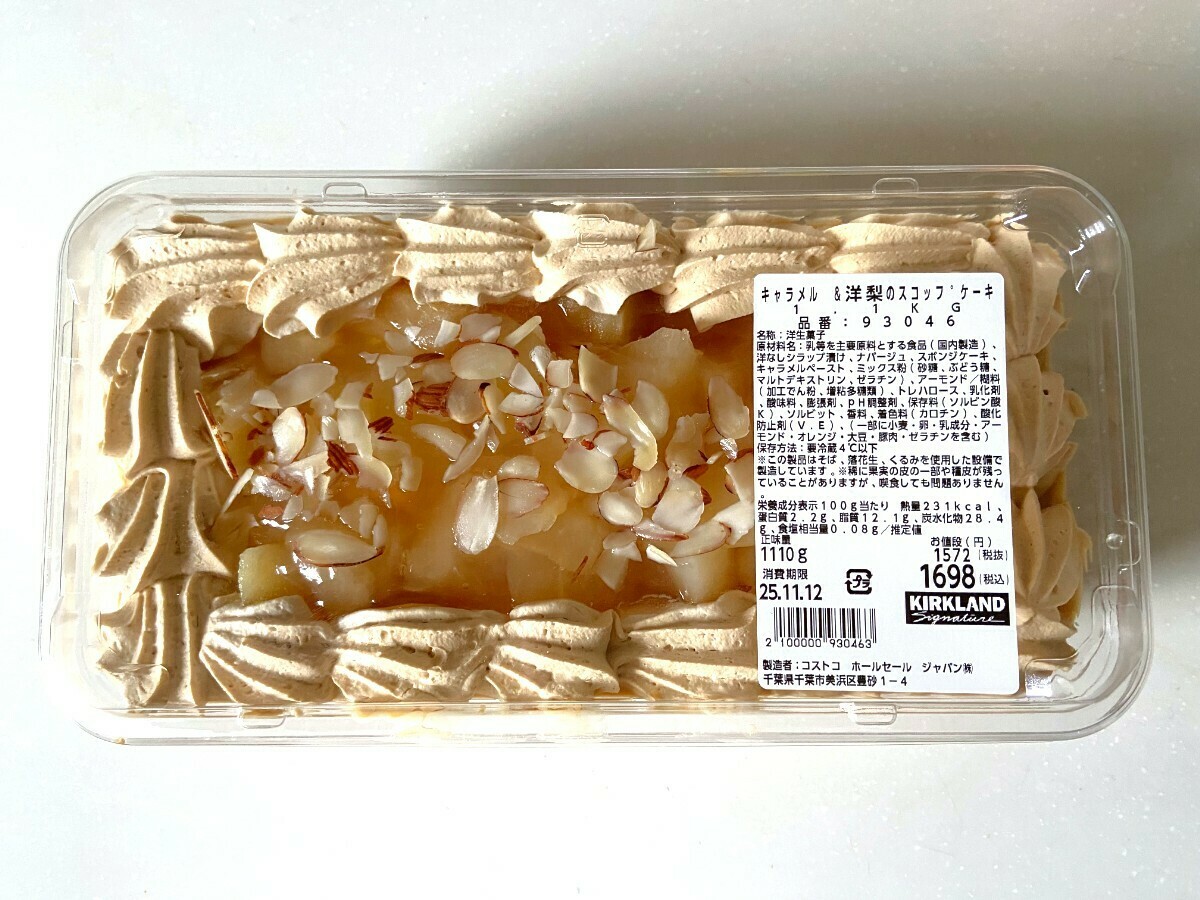 キャラメル &洋梨のスコップケーキ
1.1KG
品番:93046
名称:洋生菓子
原材料名:乳等を主要原料とする食品(国内製造)、
洋なしシラップ漬け、ナパージュ、スポンジケーキ、
キャラメルペースト、ミックス粉(砂糖、ぶどう糖、
マルトデキストリン、ゼラチン)、アーモンド/糊料
(加工でん粉、増粘多糖類)、トレハロース、乳化剤
、酸味料、膨張剤、pH調整剤、保存料(ソルビン酸
K)、ソルビット、香料、着色料(カロチン)、酸化
防止剤(V.E)、(一部に小麦・卵・乳成分・アー
モンド・オレンジ・大豆・豚肉・ゼラチンを含む)
保存方法:要冷蔵4℃以下
※この製品はそば、落花生、くるみを使用した設備で
製造しています。※稀に果実の皮の一部や種皮が残っ
ていることがありますが、喫食しても問題ありません
。
栄養成分表示100g当たり 熱量231kcal、
蛋白質2.2g、脂質12.1g、炭水化物28.4
g、食塩相当量0.08g/推定値
正味量 お値段(円)
1110g 1572(税抜)
消費期限 プラ 1698(税込)
25.11.12
KIRKLAND
Signature
2 100000 930463
製造者:コストコ ホールセール ジャパン㈱
千葉県千葉市美浜区豊砂1-4